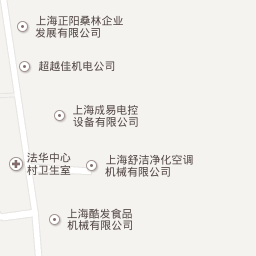 上海正阳桑林企业
发展有限公司
超越佳机电公司
上海成易电控
设备有限公司
法华中心
村卫生室
上海舒洁净化空调
机械有限公司
上海酷发食品
机械有限公司